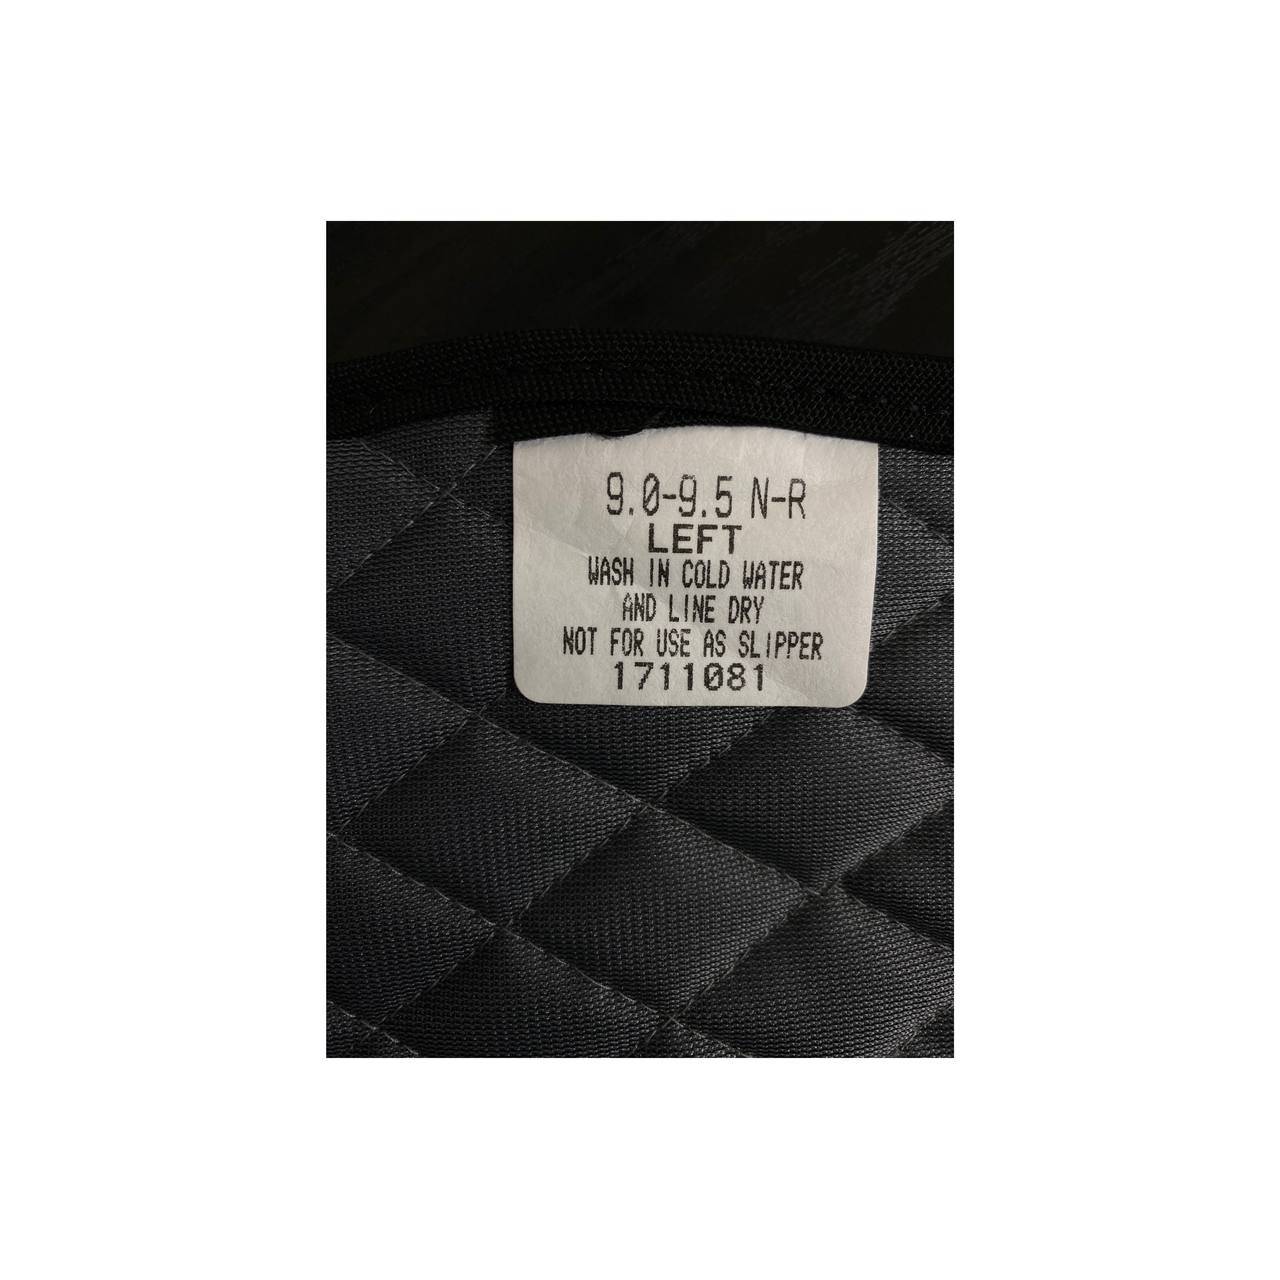 9.0-9.5 N-R
LEFT
WASH IN COLD WATER
AND LINE DRY
NOT FOR USE AS SLIPPER
1711081